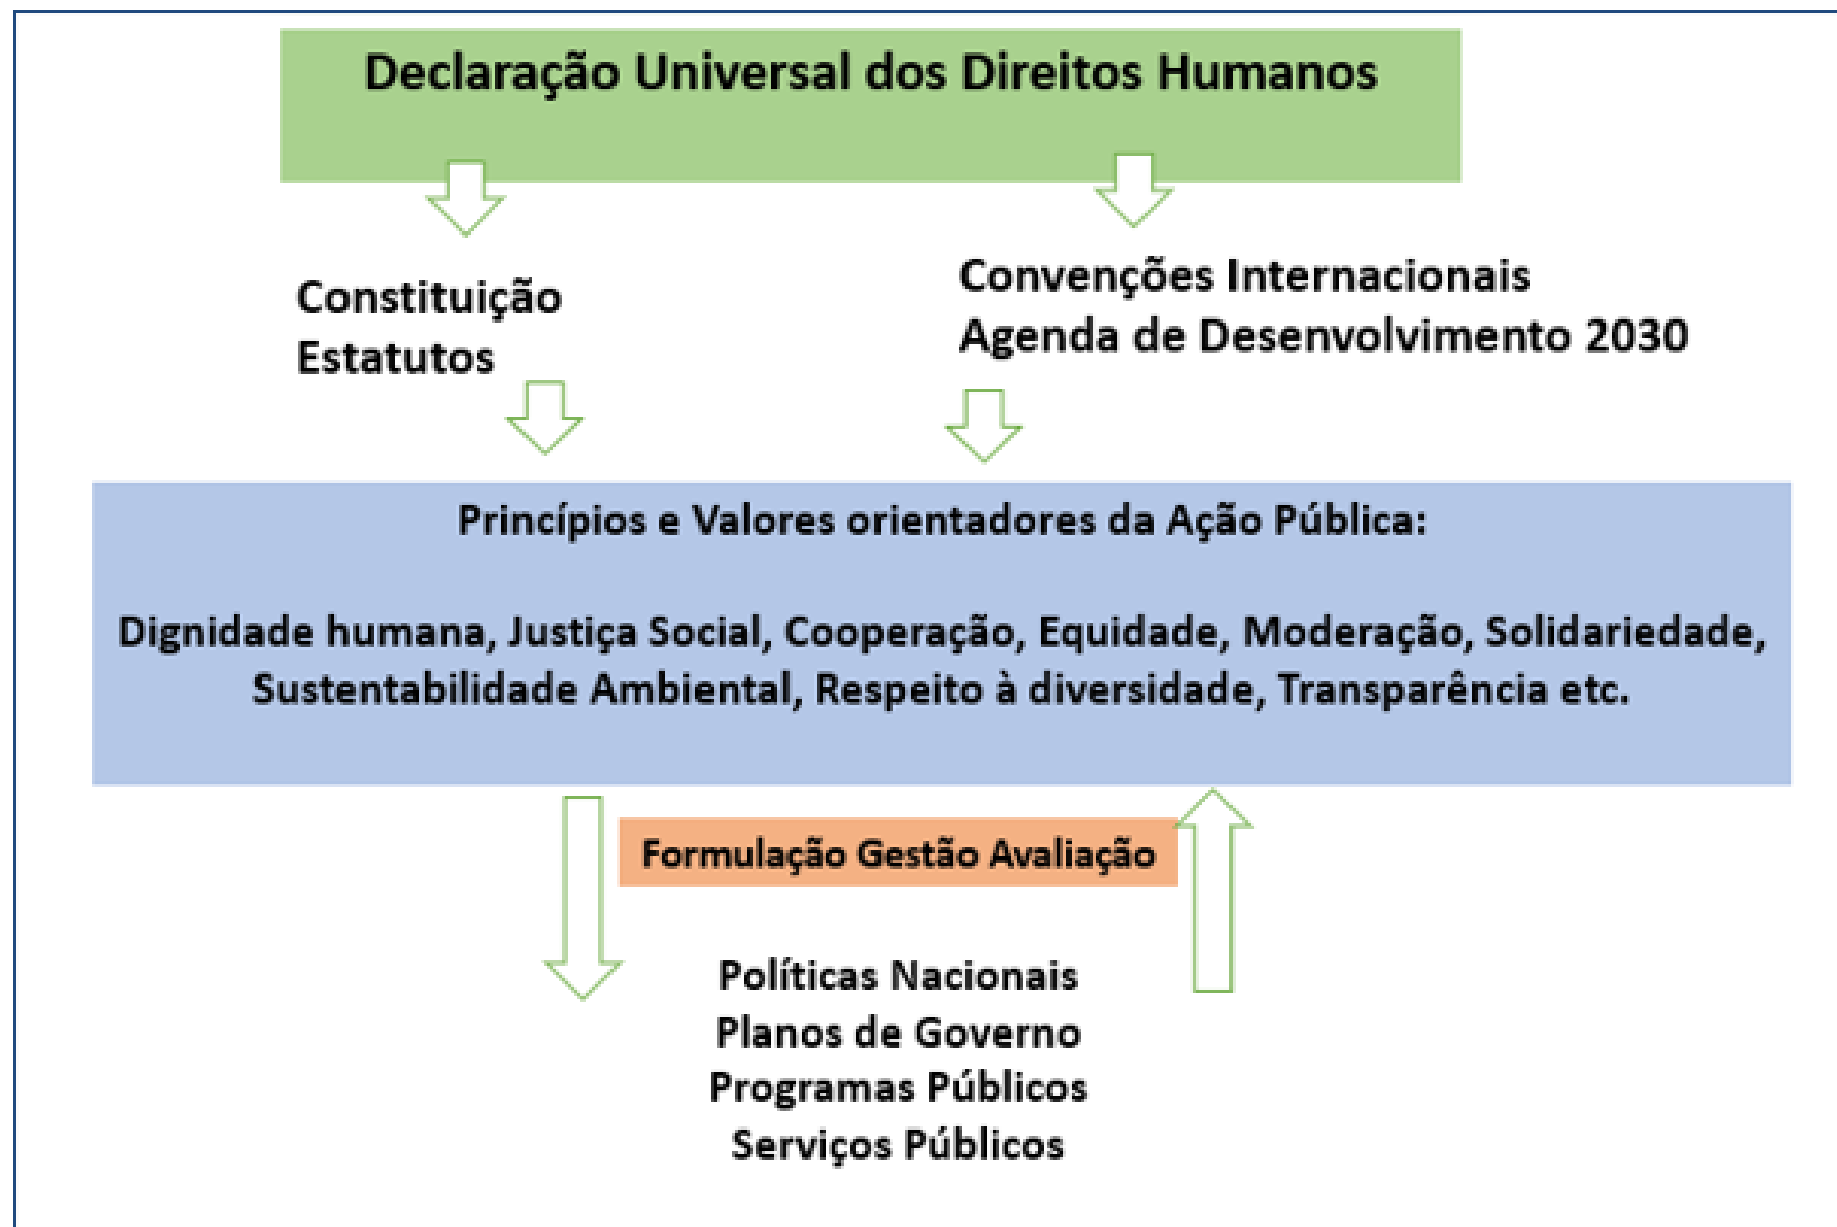 Declaração Universal dos Direitos Humanos
Constituição
Estatutos
Convenções Internacionais
Agenda de Desenvolvimento 2030
Princípios e Valores orientadores da Ação Pública:
Dignidade humana, Justiça Social, Cooperação, Equidade, Moderação, Solidariedade,
Sustentabilidade Ambiental, Respeito à diversidade, Transparência etc.
Formulação Gestão Avaliação
Políticas Nacionais
Planos de Governo
Programas Públicos
Serviços Públicos